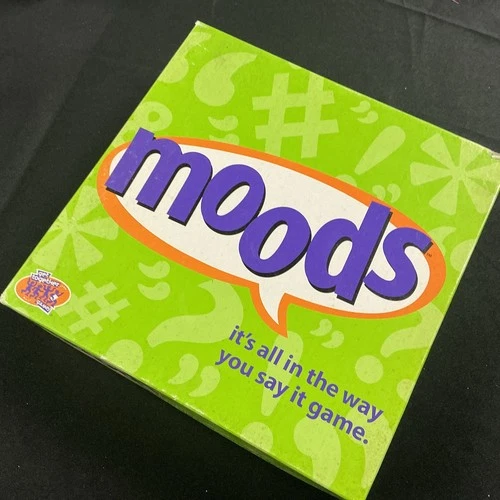 moods
it's all in the way
you say it game.